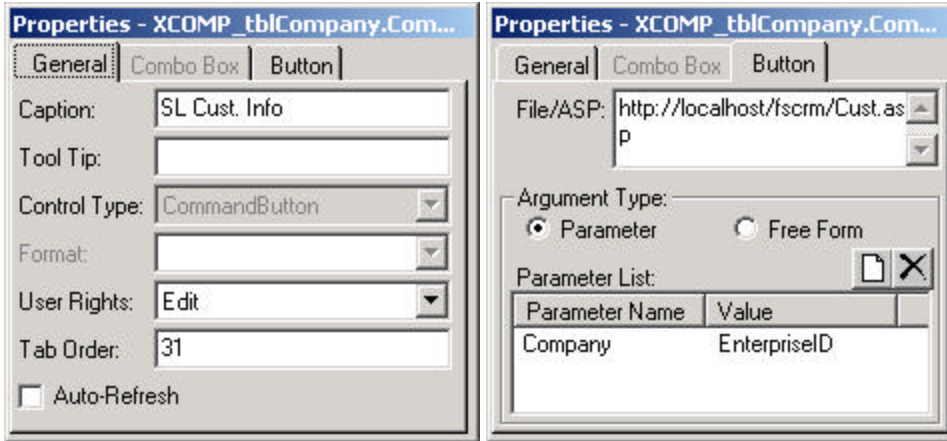 Properties - XCOMP_tblCompany.Com...
General Combo Box Button
Caption: SL Cust. Info
Tool Tip:
Control Type: CommandButton
Format:
User Rights: Edit
Tab Order: 31
Auto-Refresh
Properties - XCOMP_tblCompany.Com...
General Combo Box Button
File/ASP: http://localhost/fscrm/Cust.as
p
Argument Type:
Parameter Free Form
Parameter List:
Parameter Name Value
Company EnterpriseID